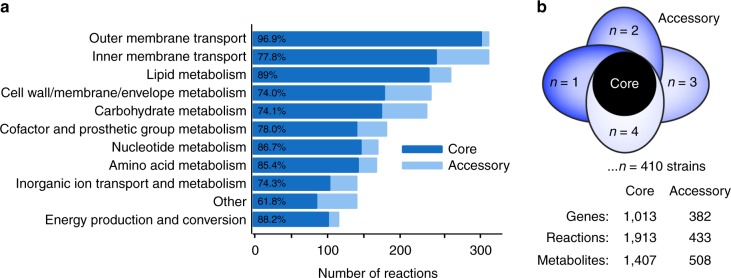 a
Outer membrane transport 96.9%
Inner membrane transport 77.8%
Lipid metabolism 89%
Cell wall/membrane/envelope metabolism 74.0%
Carbohydrate metabolism 74.1%
Cofactor and prosthetic group metabolism 78.0%
Nucleotide metabolism 86.7%
Amino acid metabolism 85.4%
Inorganic ion transport and metabolism 74.3%
Other 61.8%
Energy production and conversion 88.2%
Core
Accessory
0 100 200 300
Number of reactions
b
Accessory
n = 2
n = 1
Core
n = 3
n = 4
...n = 410 strains
Core Accessory
Genes: 1,013 382
Reactions: 1,913 433
Metabolites: 1,407 508